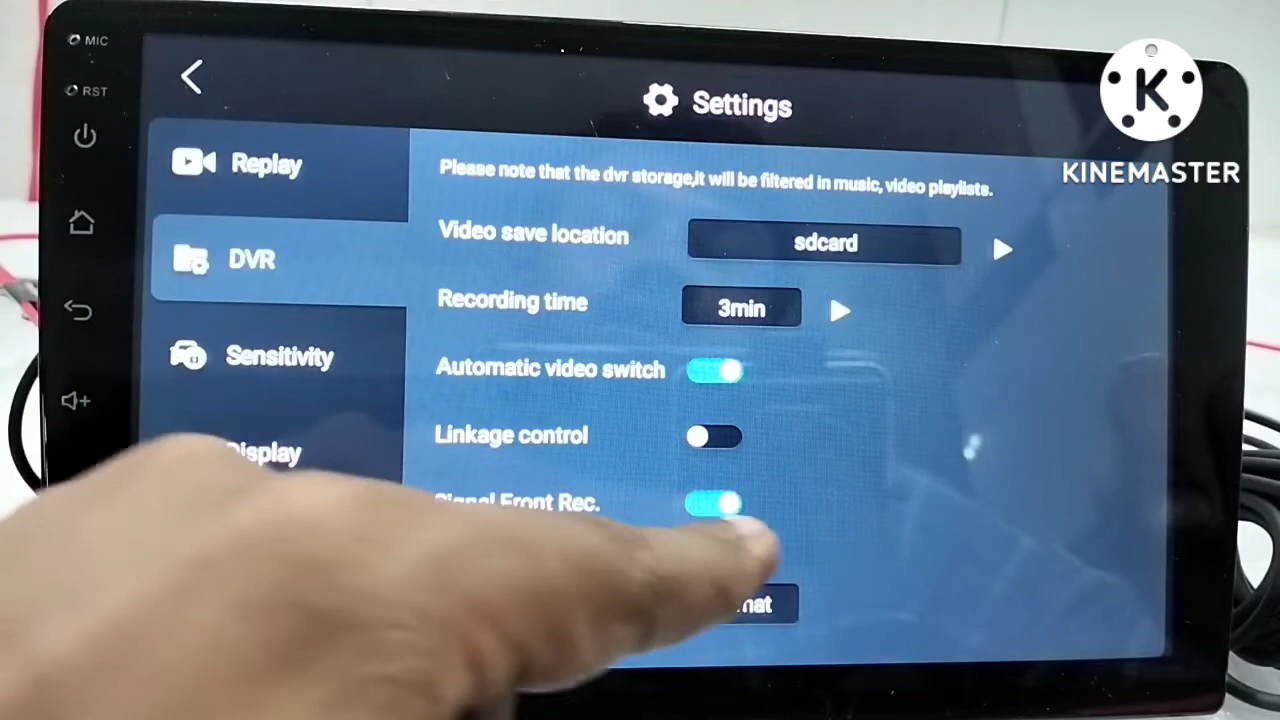 MIC
RST
Settings
KINEMASTER
Replay
DVR
Sensitivity
Display
Please note that the dvr storage,it will be filtered in music, video playlists.
Video save location
sdcard
Recording time
3min
Automatic video switch
Linkage control
Signal Front Rec.